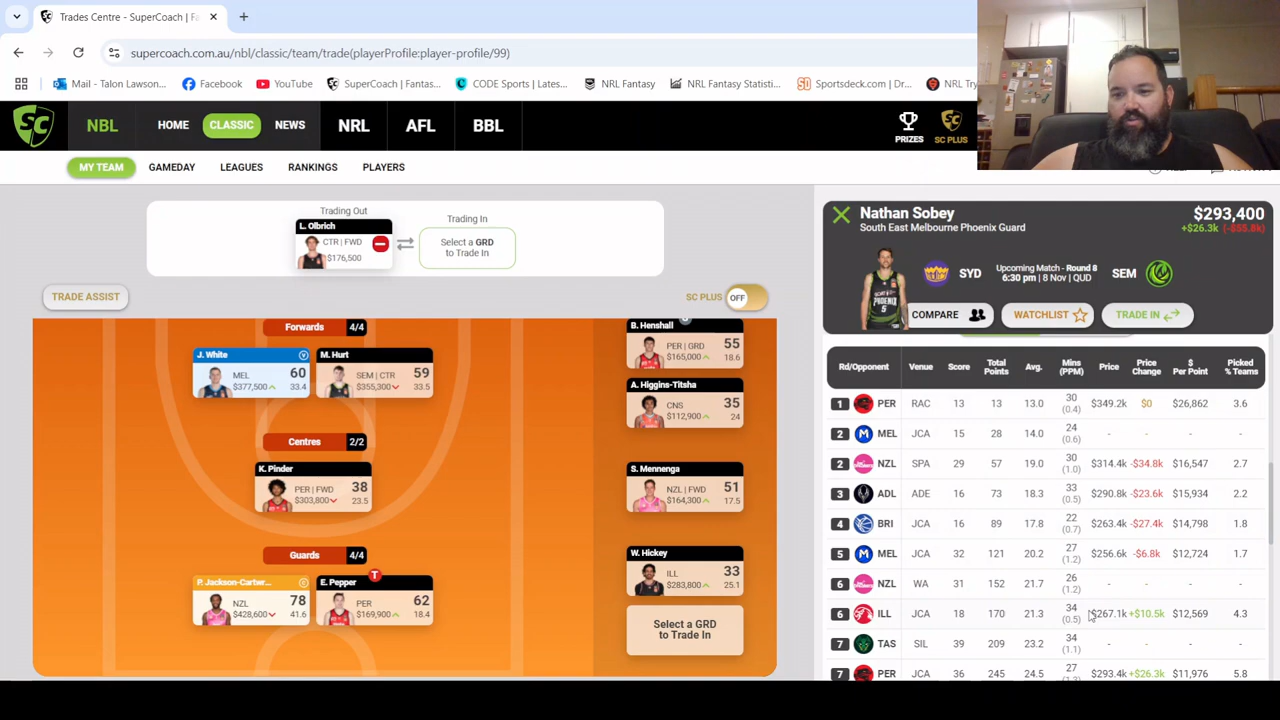 Trades Centre - SuperCoach | Fa
supercoach.com.au/nbl/classic/team/trade(playerProfile:player-profile/99)
Mail - Talon Lawson... Facebook YouTube SuperCoach | Fantas... CODE Sports | Lates... NRL Fantasy NRL Fantasy Statisti... Sportsdeck.com | Dr... NRL Try
SC NBL HOME CLASSIC NEWS NRL AFL BBL PRIZES SC PLUS
MY TEAM GAMEDAY LEAGUES RANKINGS PLAYERS
Trading Out
L. Olbrich
CTR | FWD
$176,500
Trading In
Select a GRD
to Trade In
TRADE ASSIST
SC PLUS OFF
Forwards 4/4
J. White V
MEL 60
$377,500 33.4
M. Hurt
SEM | CTR 59
$355,300 33.5
Centres 2/2
K. Pinder
PER | FWD 38
$303,800 23.5
Guards 4/4
P. Jackson-Cartwr... C
NZL 78
$428,600 41.6
E. Pepper T
PER 62
$169,900 18.4
B. Henshall
PER | GRD 55
$165,000 18.6
A. Higgins-Titsha
CNS 35
$112,900 24
S. Mennenga
NZL | FWD 51
$164,300 17.5
W. Hickey
ILL 33
$283,800 25.1
Select a GRD
to Trade In
Nathan Sobey $293,400
South East Melbourne Phoenix Guard +$26.3k (-$55.8k)
SYD Upcoming Match - Round 8 SEM
6:30 pm | 8 Nov | QUD
COMPARE WATCHLIST TRADE IN
Rd/Opponent Venue Score Total Points Avg. Mins (PPM) Price Price Change $ Per Point Picked % Teams
1 PER RAC 13 13 13.0 30 (0.4) $349.2k $0 $26,862 3.6
2 MEL JCA 15 28 14.0 24 (0.6) - - - -
2 NZL SPA 29 57 19.0 30 (1.0) $314.4k -$34.8k $16,547 2.7
3 ADL ADE 16 73 18.3 33 (0.5) $290.8k -$23.6k $15,934 2.2
4 BRI JCA 16 89 17.8 22 (0.7) $263.4k -$27.4k $14,798 1.8
5 MEL JCA 32 121 20.2 27 (1.2) $256.6k -$6.8k $12,724 1.7
6 NZL WA 31 152 21.7 26 (1.2) - - - -
6 ILL JCA 18 170 21.3 34 (0.5) $267.1k +$10.5k $12,569 4.3
7 TAS SIL 39 209 23.2 34 (1.1) - - - -
7 PER JCA 36 245 24.5 27 $293.4k +$26.3k $11,976 5.8